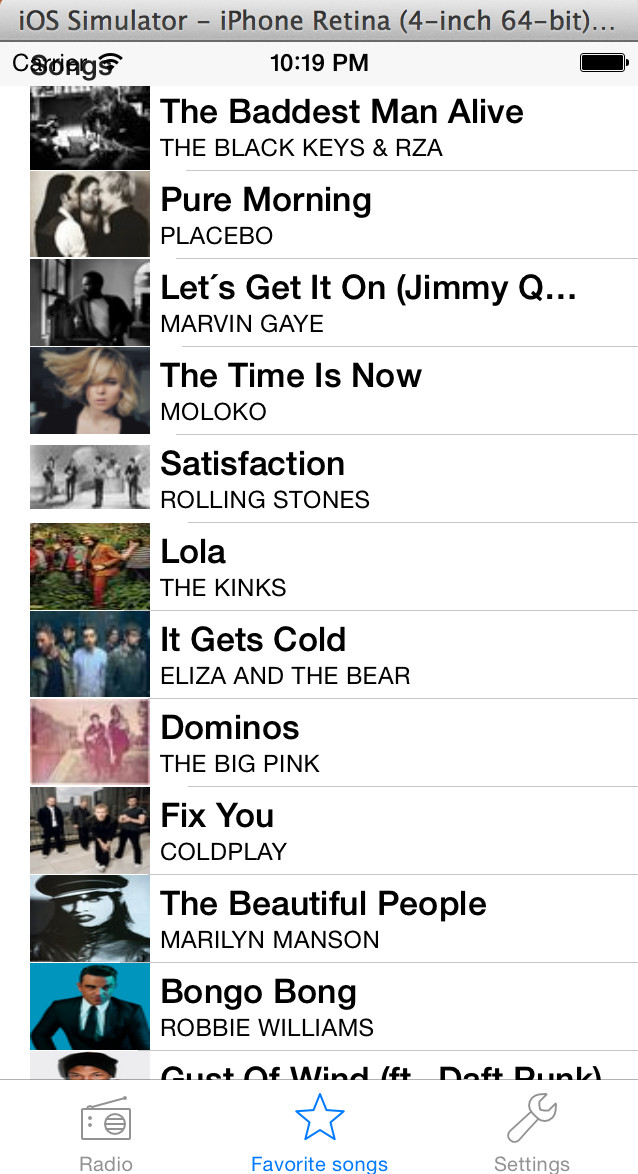 iOS Simulator - iPhone Retina (4-inch 64-bit)...
Carrier 10:19 PM
Songs
The Baddest Man Alive
THE BLACK KEYS & RZA
Pure Morning
PLACEBO
Let´s Get It On (Jimmy Q...
MARVIN GAYE
The Time Is Now
MOLOKO
Satisfaction
ROLLING STONES
Lola
THE KINKS
It Gets Cold
ELIZA AND THE BEAR
Dominos
THE BIG PINK
Fix You
COLDPLAY
The Beautiful People
MARILYN MANSON
Bongo Bong
ROBBIE WILLIAMS
Gust Of Wind (ft. Daft Punk)
Radio Favorite songs Settings